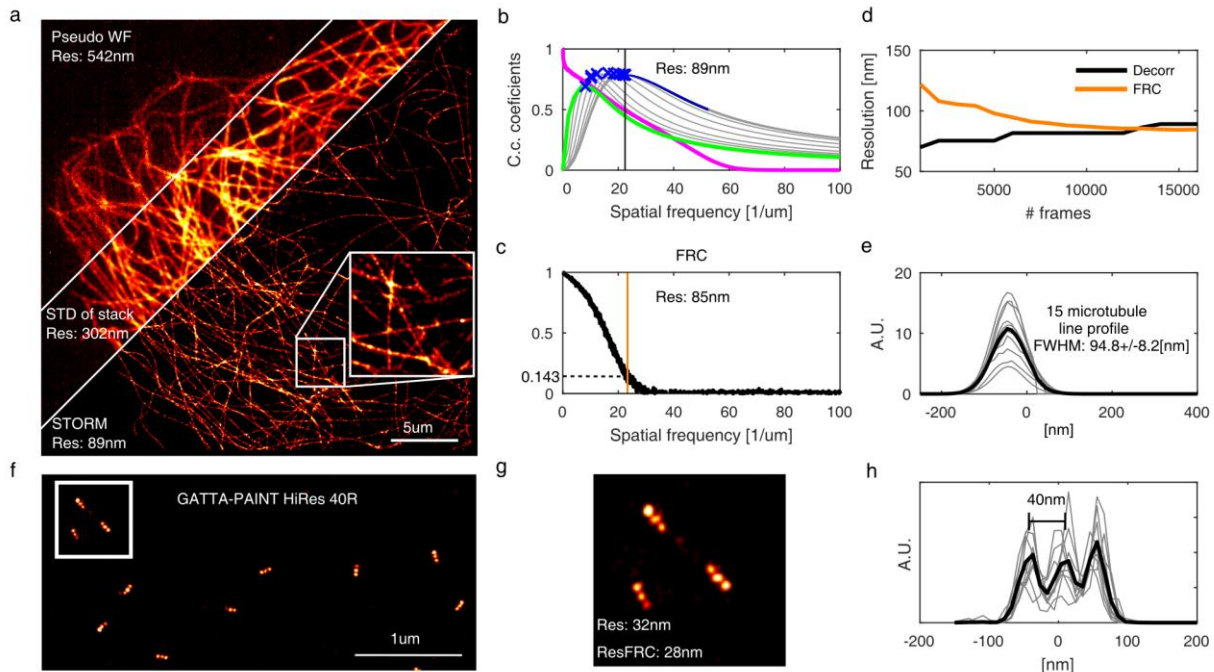 a
Pseudo WF
Res: 542nm
STD of stack
Res: 302nm
STORM
Res: 89nm
5um
b
C.c. coeficients
1
0.5
0
Res: 89nm
0 20 40 60 80 100
Spatial frequency [1/um]
c
FRC
1
0.5
0.143
0
Res: 85nm
0 20 40 60 80 100
Spatial frequency [1/um]
d
Resolution [nm]
150
100
50
Decorr
FRC
5000 10000 15000
# frames
e
A.U.
20
10
0
15 microtubule
line profile
FWHM: 94.8+/-8.2[nm]
-200 0 200 400
[nm]
f
GATTA-PAINT HiRes 40R
1um
g
Res: 32nm
ResFRC: 28nm
h
A.U.
40nm
-200 -100 0 100 200
[nm]